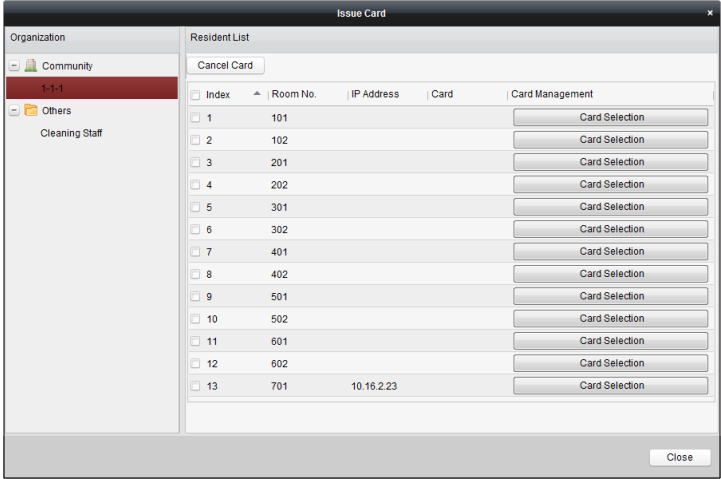 Issue Card ×
Organization
Resident List
Community
1-1-1
Others
Cleaning Staff
Cancel Card
Index Room No. IP Address Card Card Management
1 101 Card Selection
2 102 Card Selection
3 201 Card Selection
4 202 Card Selection
5 301 Card Selection
6 302 Card Selection
7 401 Card Selection
8 402 Card Selection
9 501 Card Selection
10 502 Card Selection
11 601 Card Selection
12 602 Card Selection
13 701 10.16.2.23 Card Selection
Close